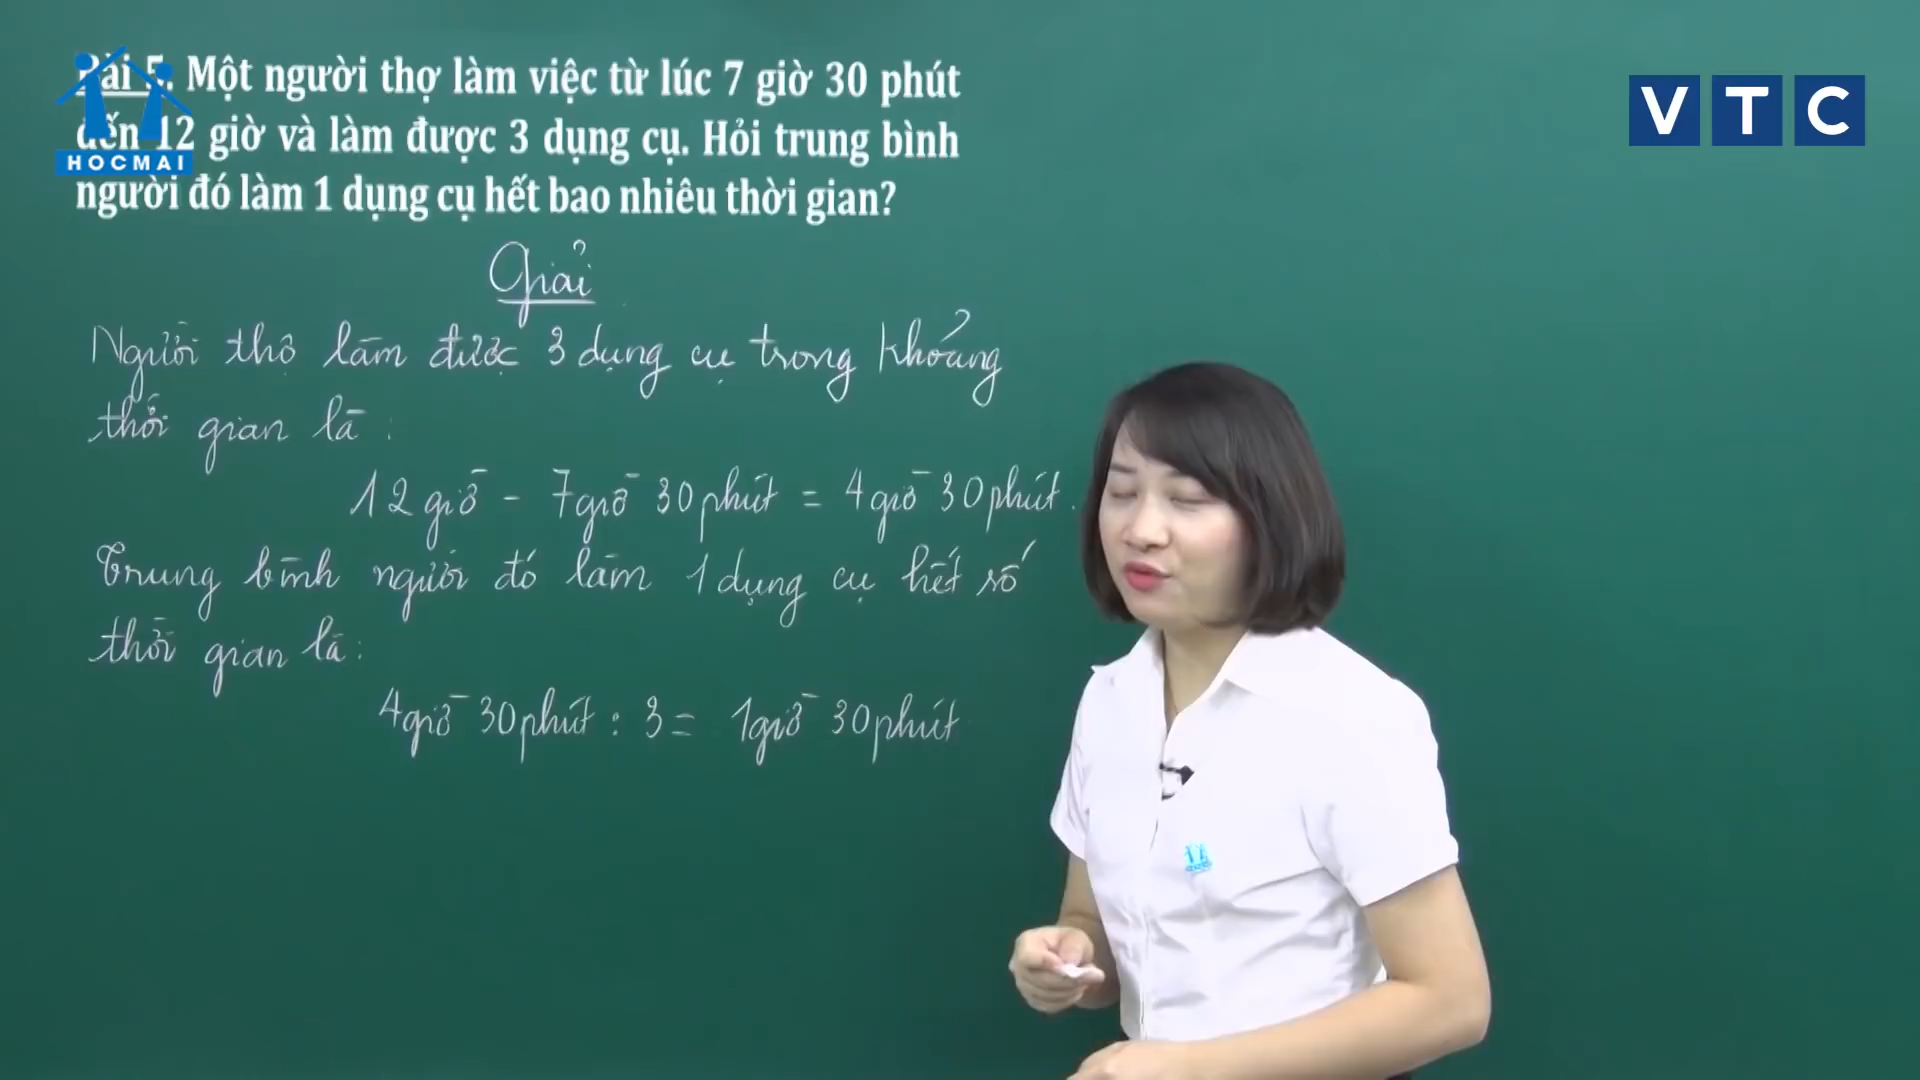 Bài 5. Một người thợ làm việc từ lúc 7 giờ 30 phút
đến 12 giờ và làm được 3 dụng cụ. Hỏi trung bình
người đó làm 1 dụng cụ hết bao nhiêu thời gian?
HOCMAI
VTC
Giải
Người thợ làm được 3 dụng cụ trong khoảng
thời gian là :
12 giờ - 7 giờ 30 phút = 4 giờ 30 phút.
Trung bình người đó làm 1 dụng cụ hết số
thời gian là :
4 giờ 30 phút : 3 = 1 giờ 30 phút